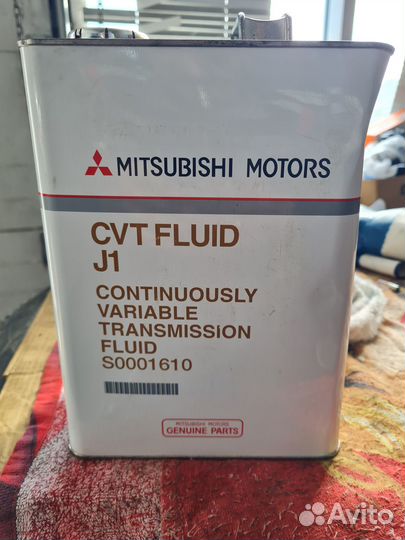 MITSUBISHI MOTORS
CVT FLUID
J1
CONTINUOUSLY
VARIABLE
TRANSMISSION
FLUID
S0001610
MITSUBISHI MOTORS
GENUINE PARTS
Avito